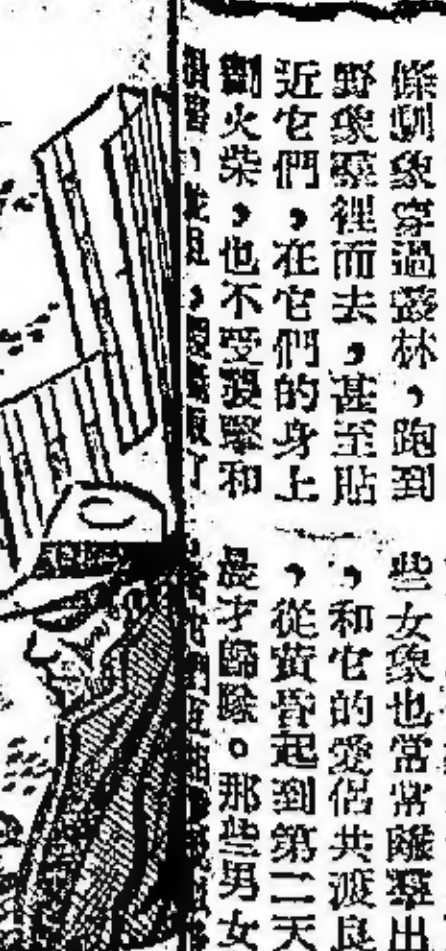 條馴象穿過叢林，跑到
野象羣裡而去，甚至貼
近它們，在它們的身上
劃火柴，也不受襲擊和
些女象也常常離羣出
，和它的愛侶共渡良
，從黃昏起到第二天
晨才歸隊。那些男女